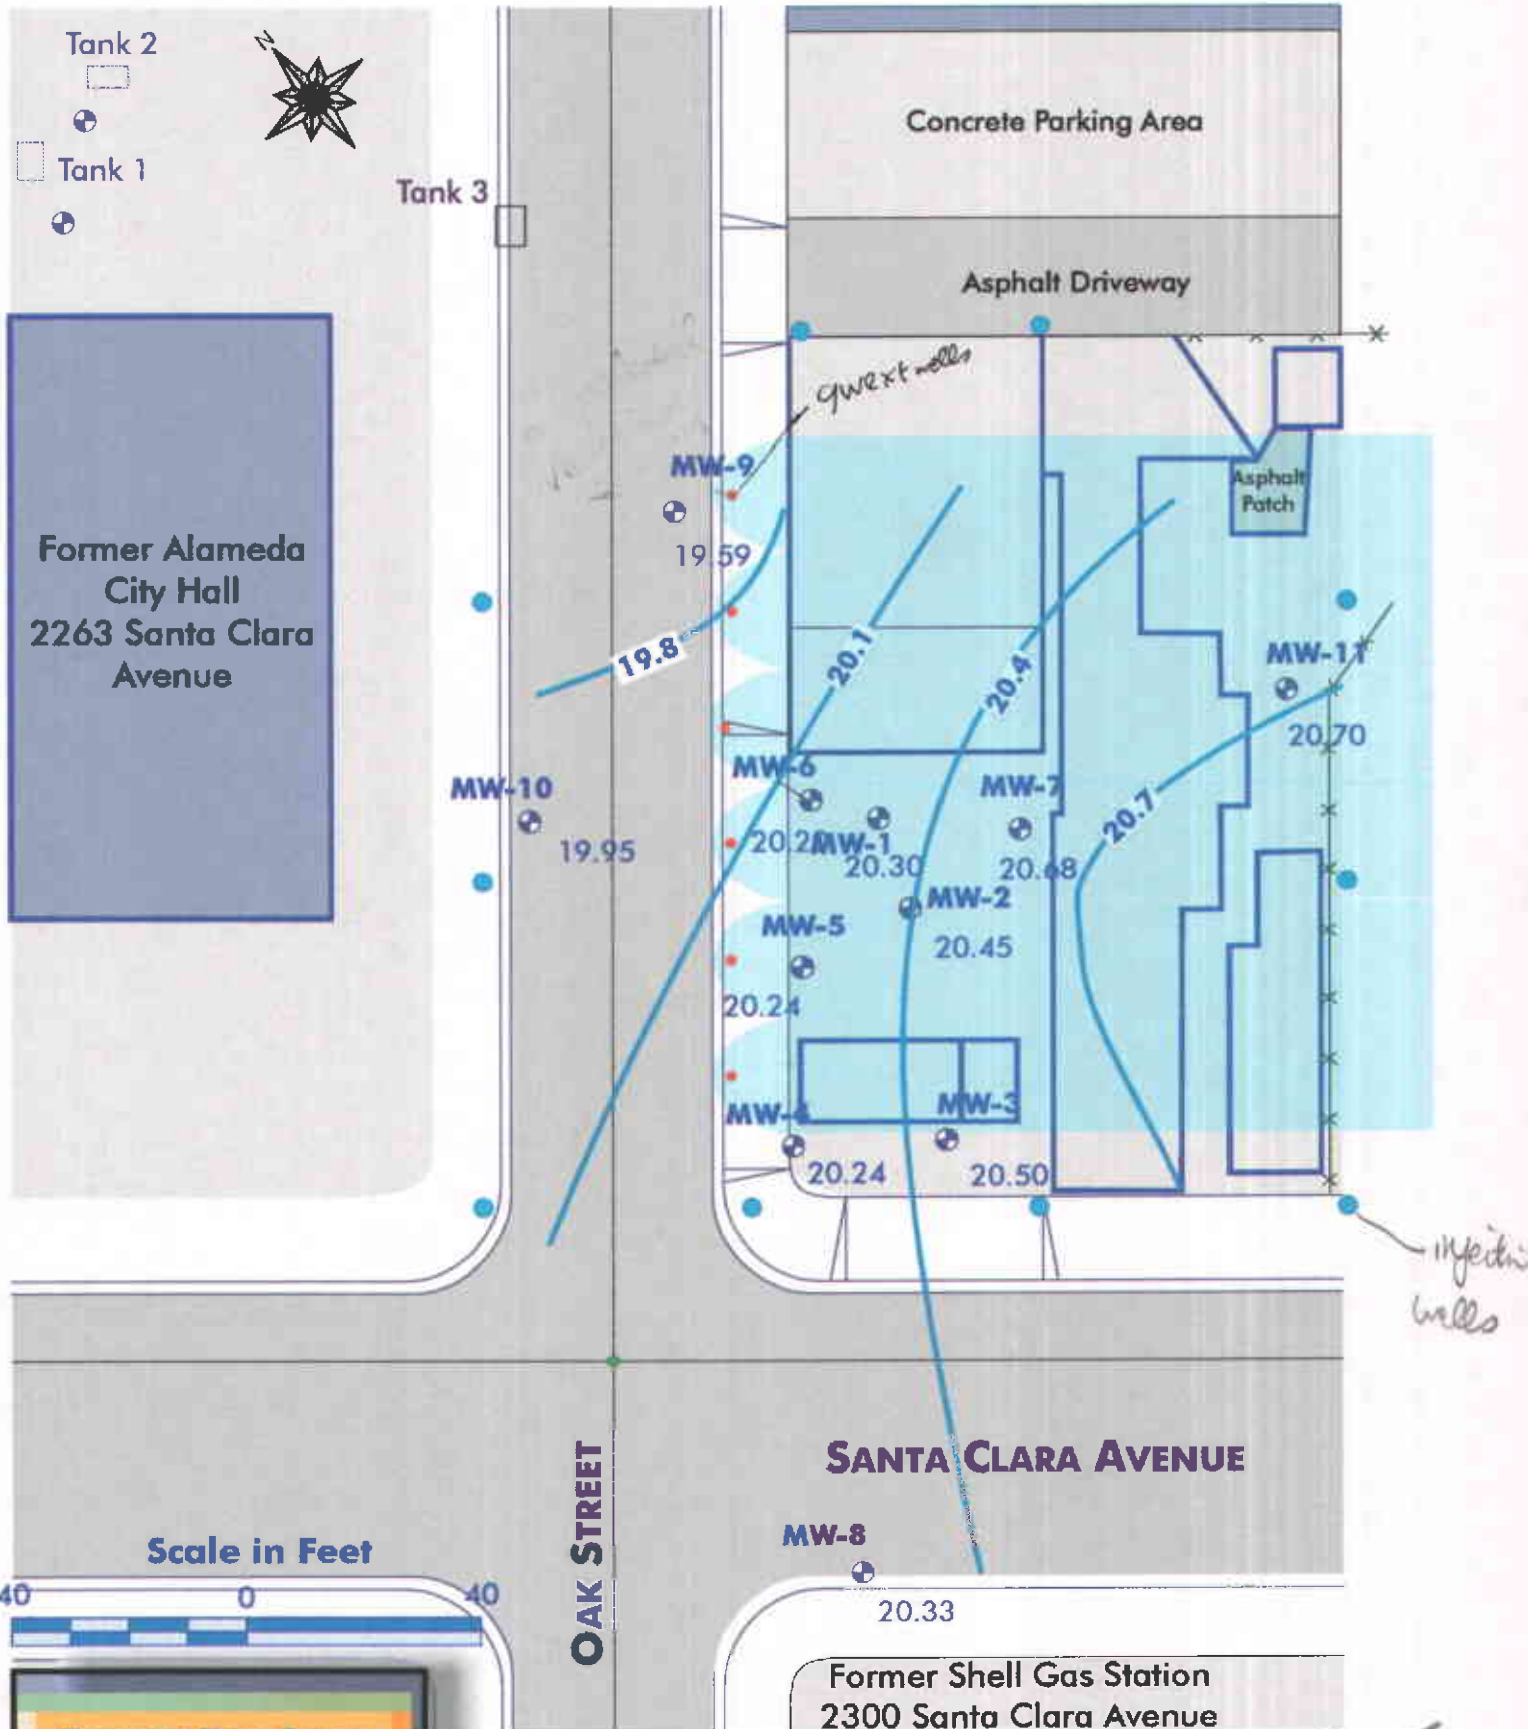 Tank 2
N
Concrete Parking Area
Tank 1
Tank 3
Asphalt Driveway
gwext wells
MW-9
Asphalt
Patch
19.59
Former Alameda
City Hall
2263 Santa Clara
Avenue
19.8
20.1
20.4
MW-11
20.70
MW-6
MW-10
MW-7
20.7
19.95
MW-1
20.30
20.68
MW-2
MW-5
20.45
20.24
MW-4
MW-3
20.24
20.50
wells
SANTA CLARA AVENUE
OAK STREET
MW-8
Scale in Feet
40 0 40
20.33
Former Shell Gas Station
2300 Santa Clara Avenue